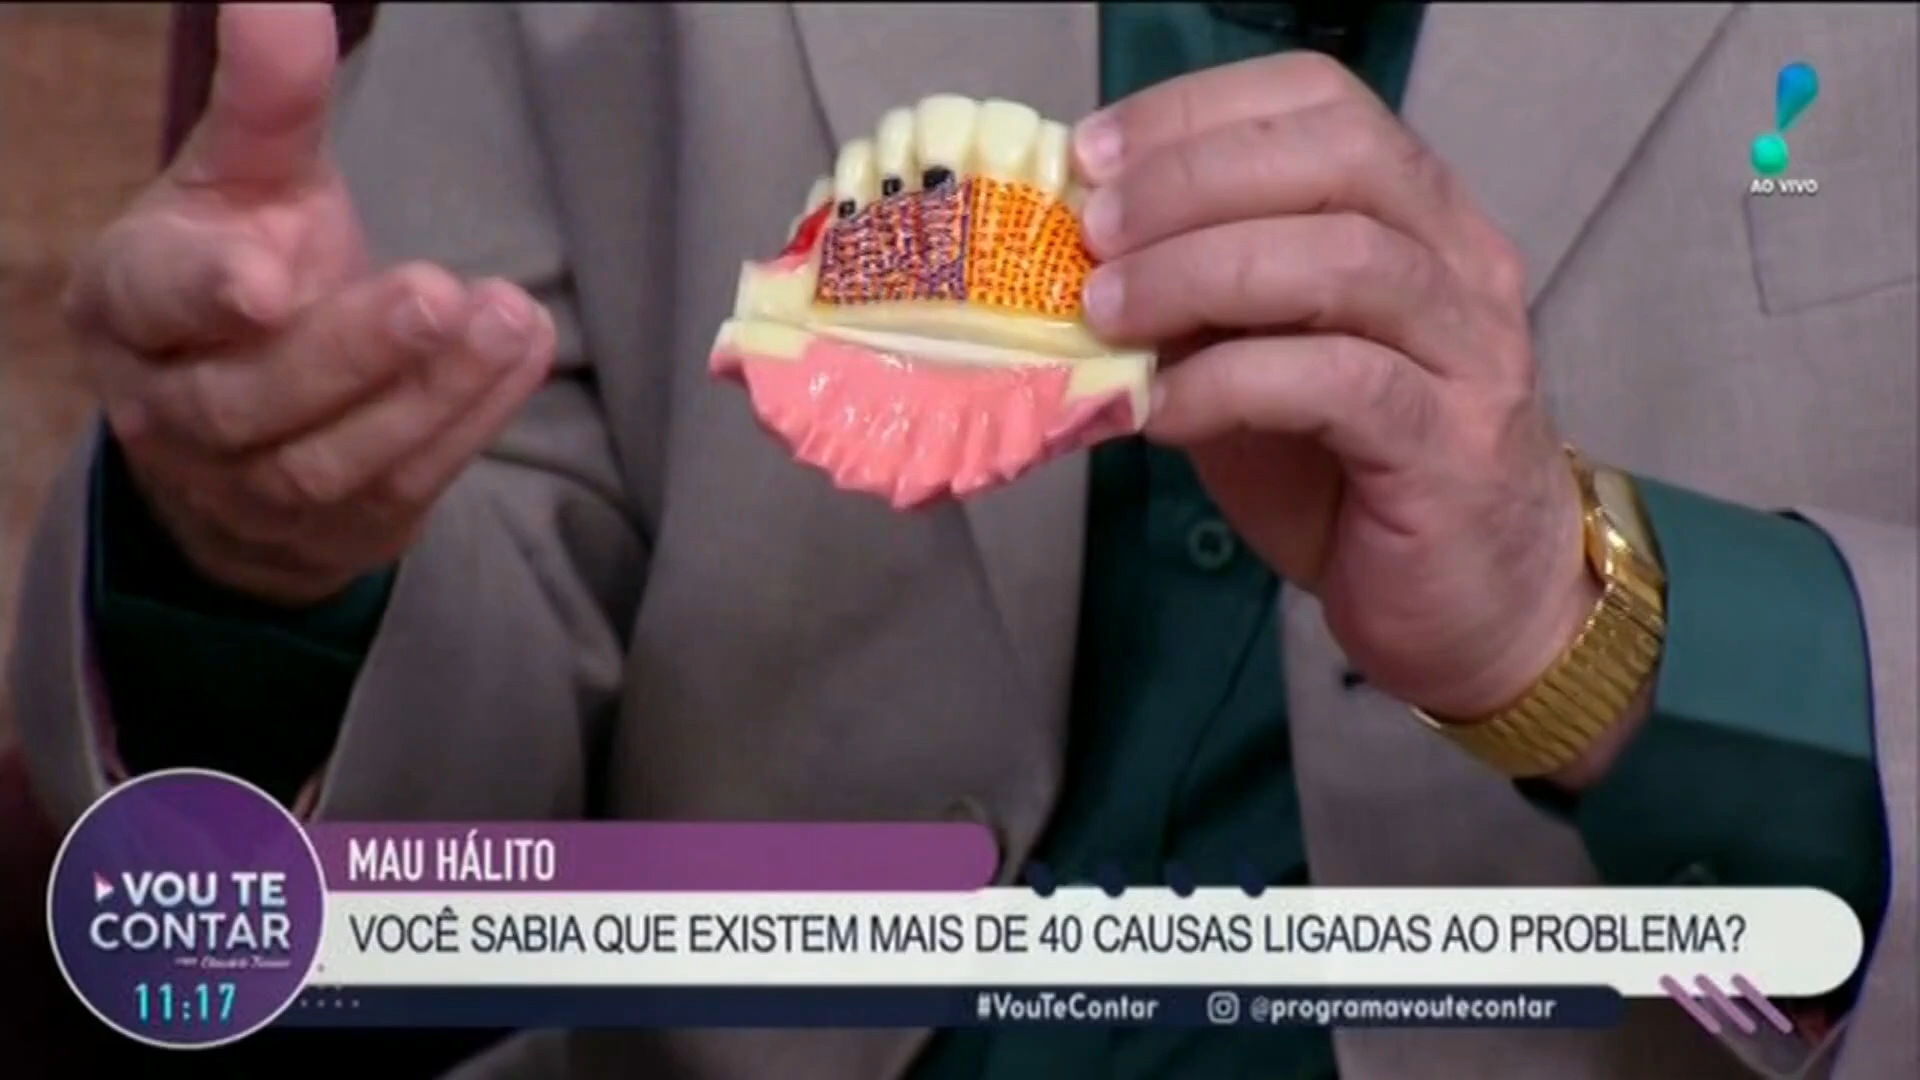 AO VIVO
MAU HÁLITO
VOU TE
CONTAR
VOCÊ SABIA QUE EXISTEM MAIS DE 40 CAUSAS LIGADAS AO PROBLEMA?
11:17
#VouTeContar @programavoutecontar